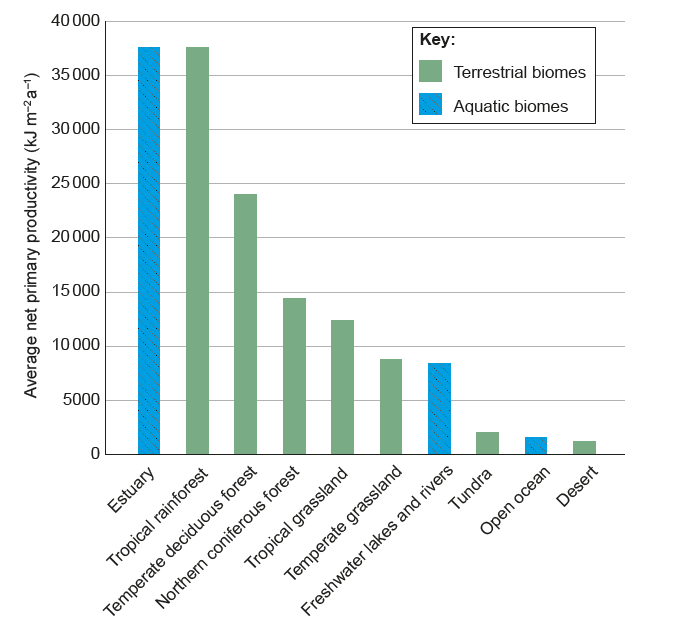 40 000
35 000
30 000
25 000
20 000
15 000
10 000
5000
0
Average net primary productivity (kJ m⁻² a⁻¹)
Key:
Terrestrial biomes
Aquatic biomes
Estuary
Tropical rainforest
Temperate deciduous forest
Northern coniferous forest
Tropical grassland
Temperate grassland
Freshwater lakes and rivers
Tundra
Open ocean
Desert